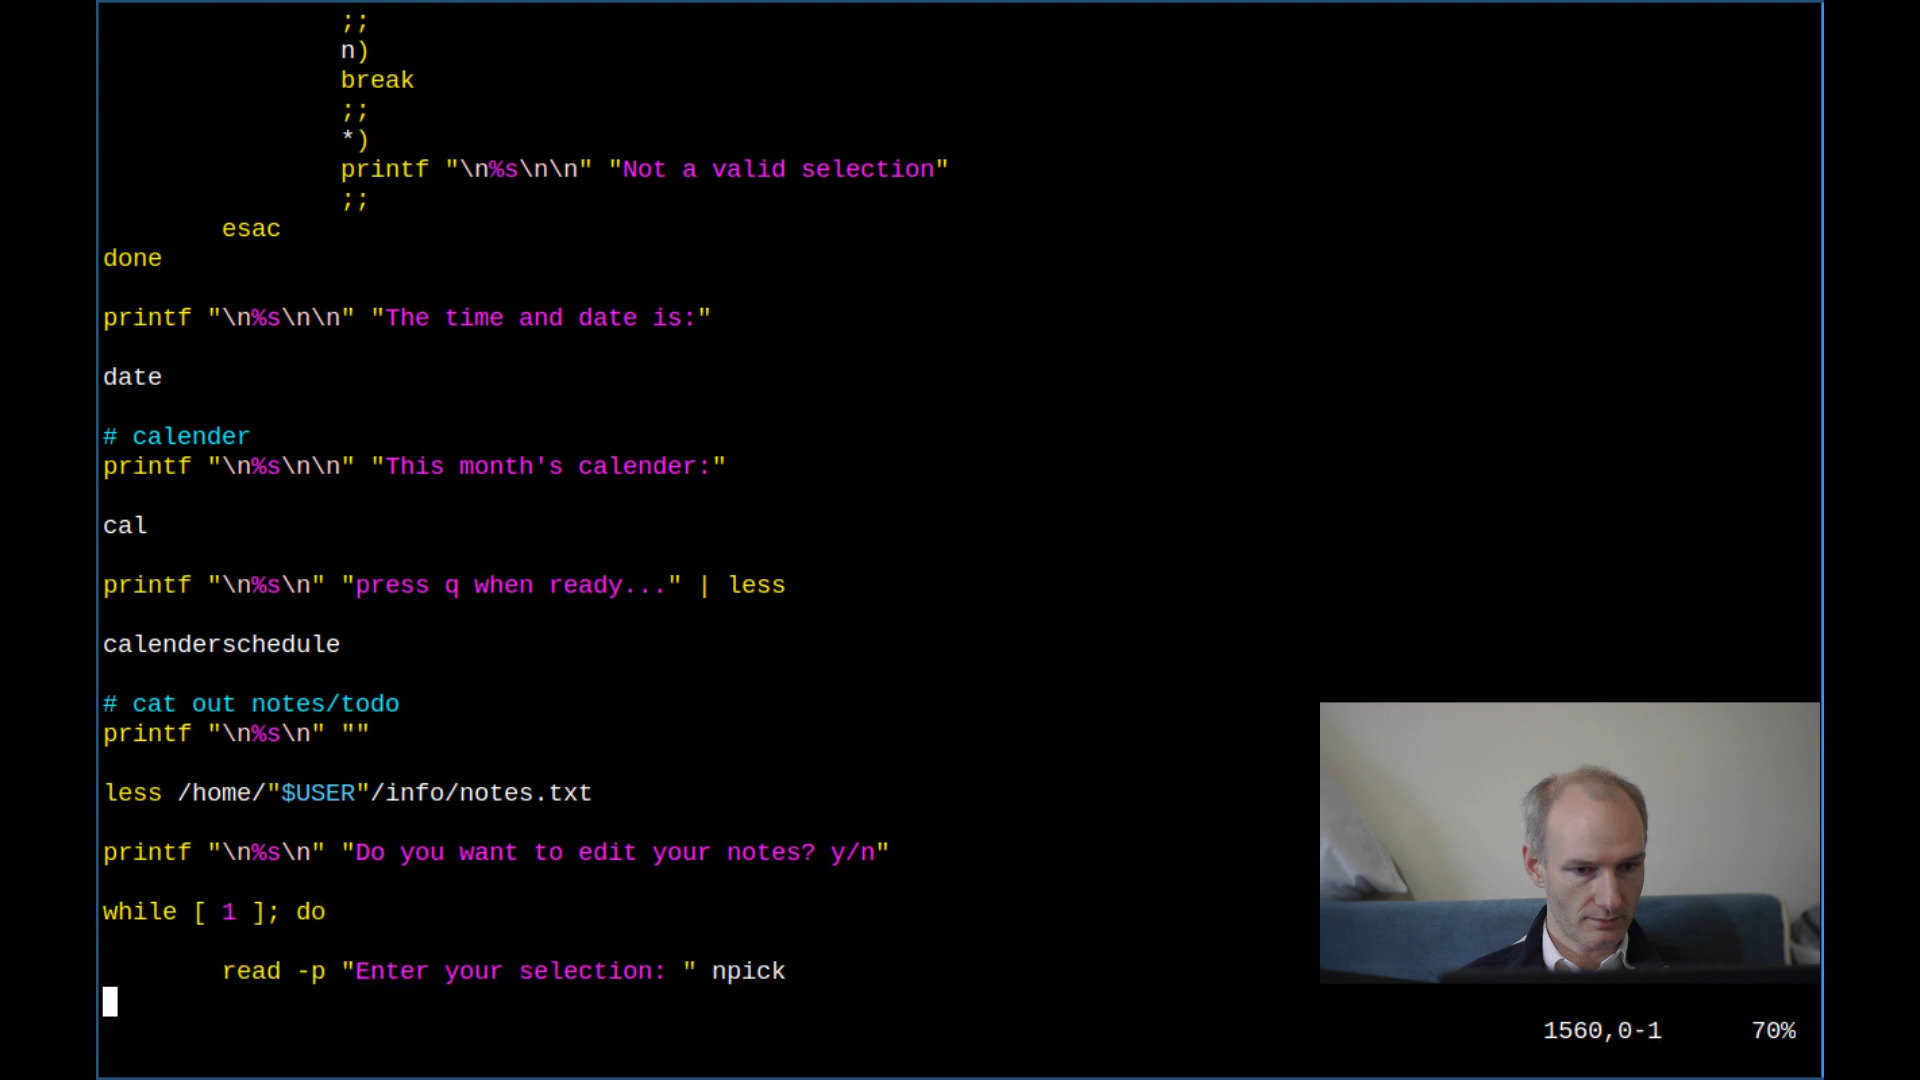 ;;
n)
break
;;
*)
printf "\n%s\n\n" "Not a valid selection"
;;
esac
done
printf "\n%s\n\n" "The time and date is:"
date
# calender
printf "\n%s\n\n" "This month's calender:"
cal
printf "\n%s\n" "press q when ready..." | less
calenderschedule
# cat out notes/todo
printf "\n%s\n" ""
less /home/"$USER"/info/notes.txt
printf "\n%s\n" "Do you want to edit your notes? y/n"
while [ 1 ]; do
read -p "Enter your selection: " npick
1560,0-1 70%